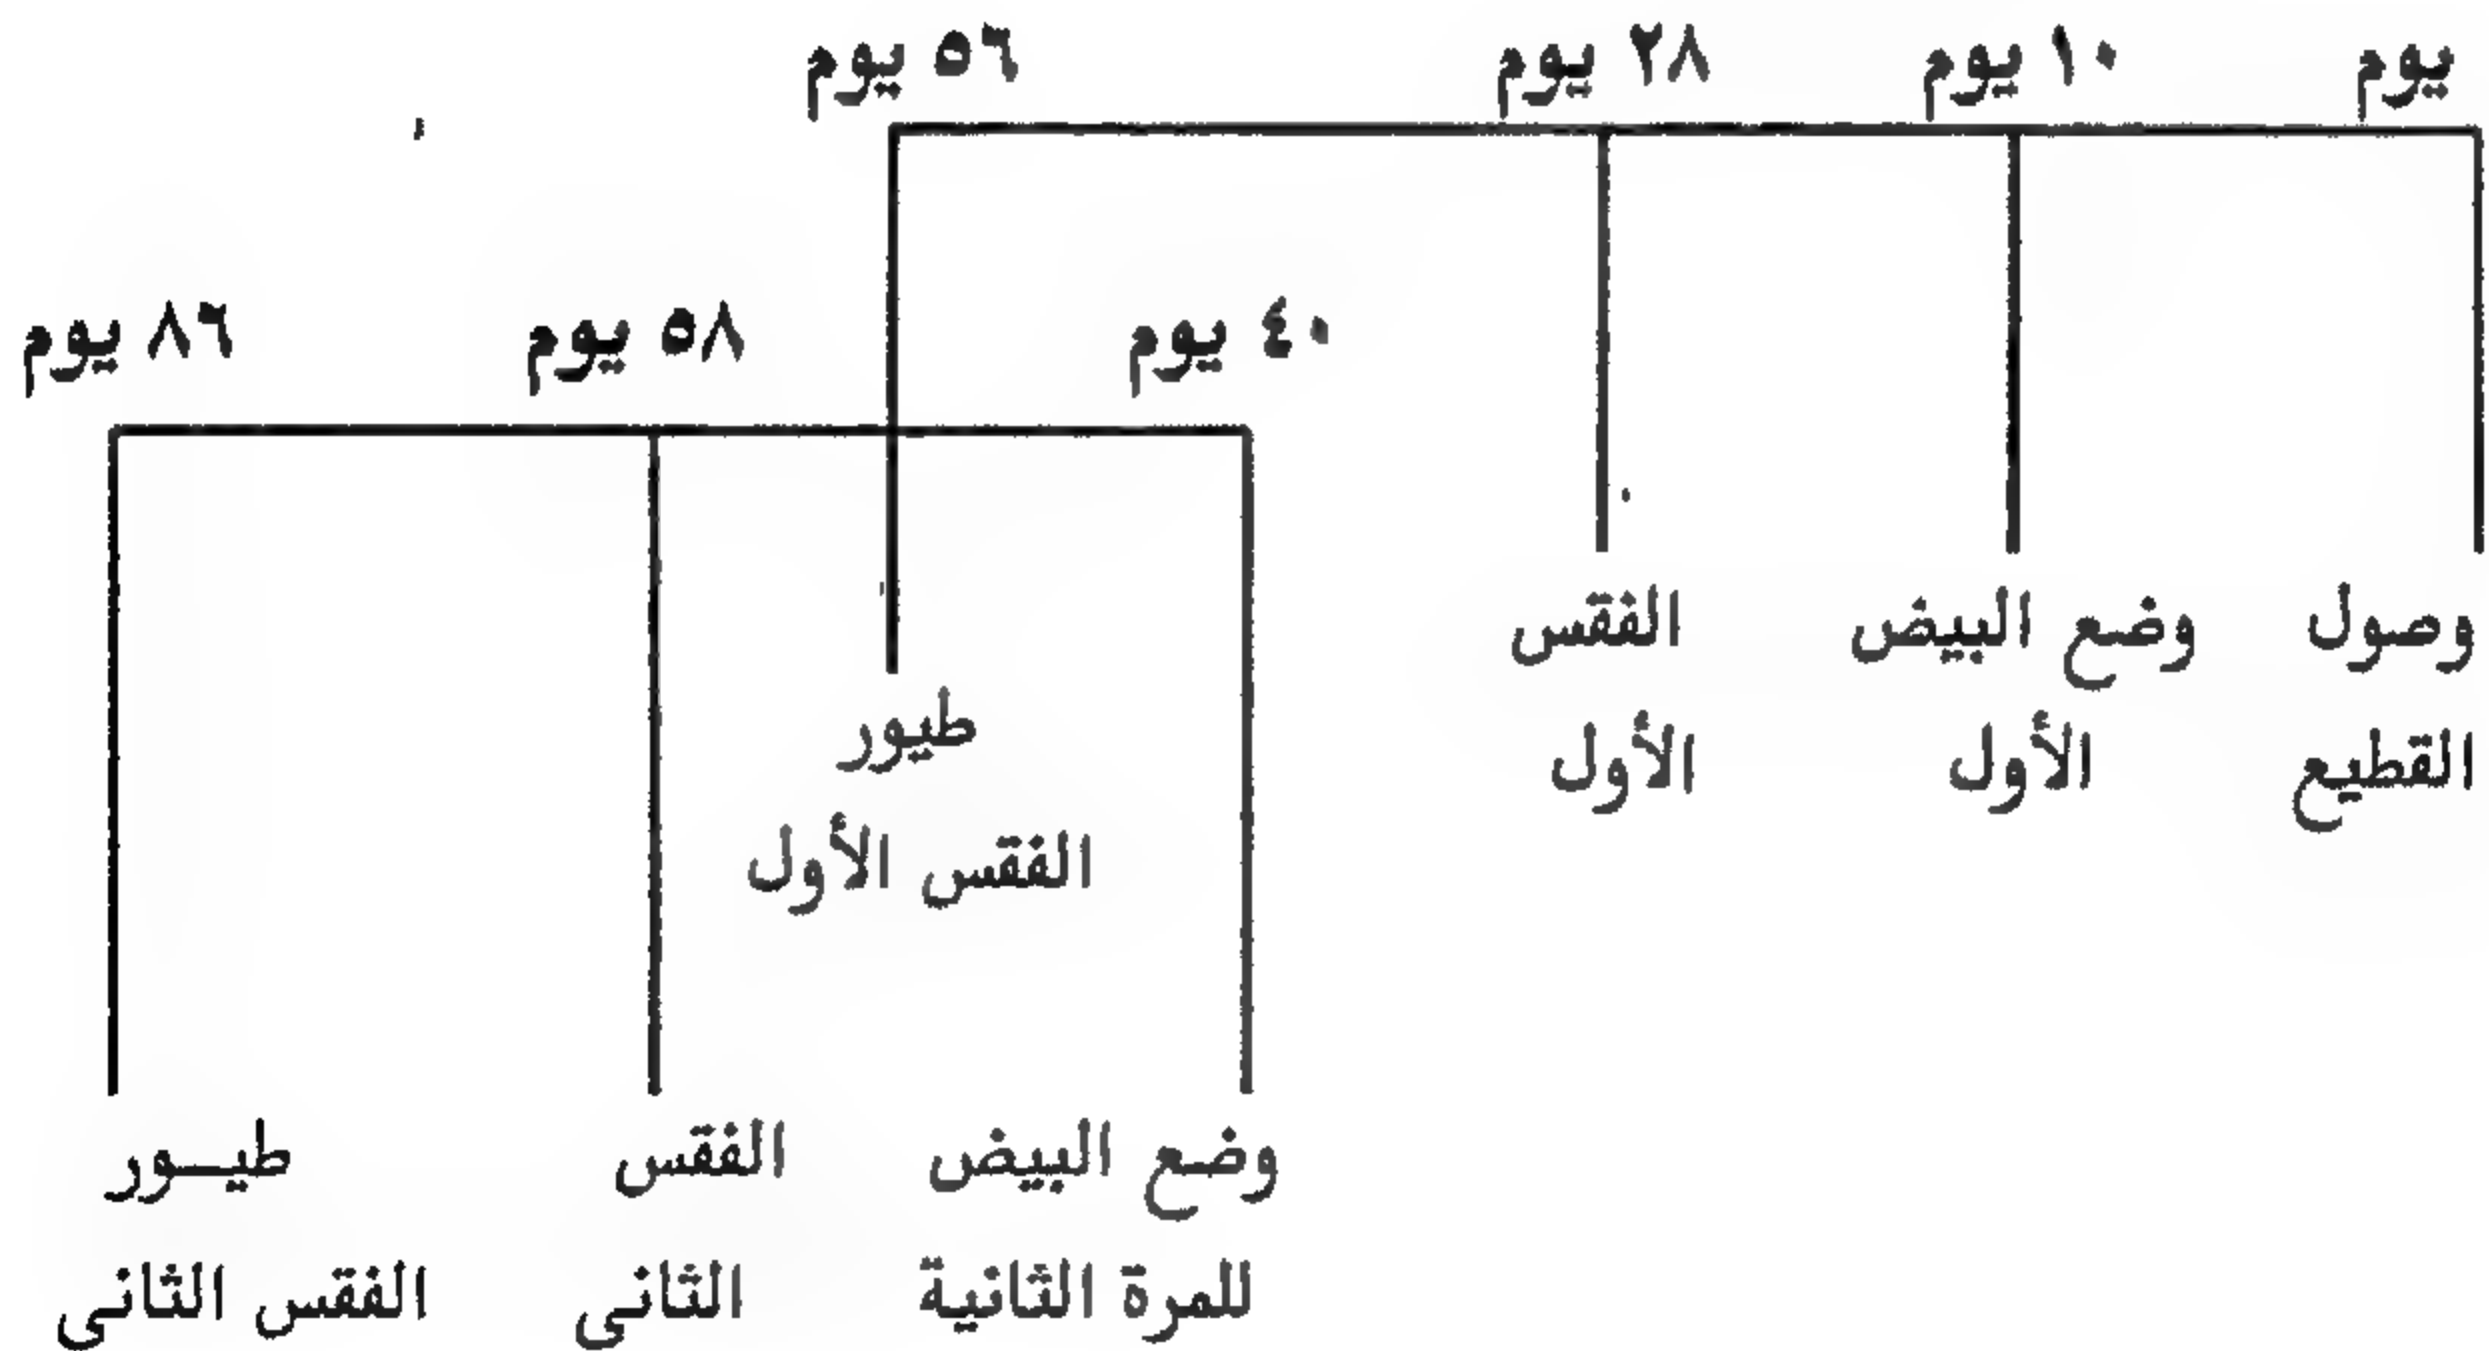 يوم ١٠ يوم ٢٨ يوم ٥٦ يوم
٤٠ يوم ٥٨ يوم ٨٦ يوم
وصول وضع البيض الفقس
القطيع الأول الأول
طيور
الفقس الأول
وضع البيض الفقس طيــور
للمرة الثانية الثانى الفقس الثانى